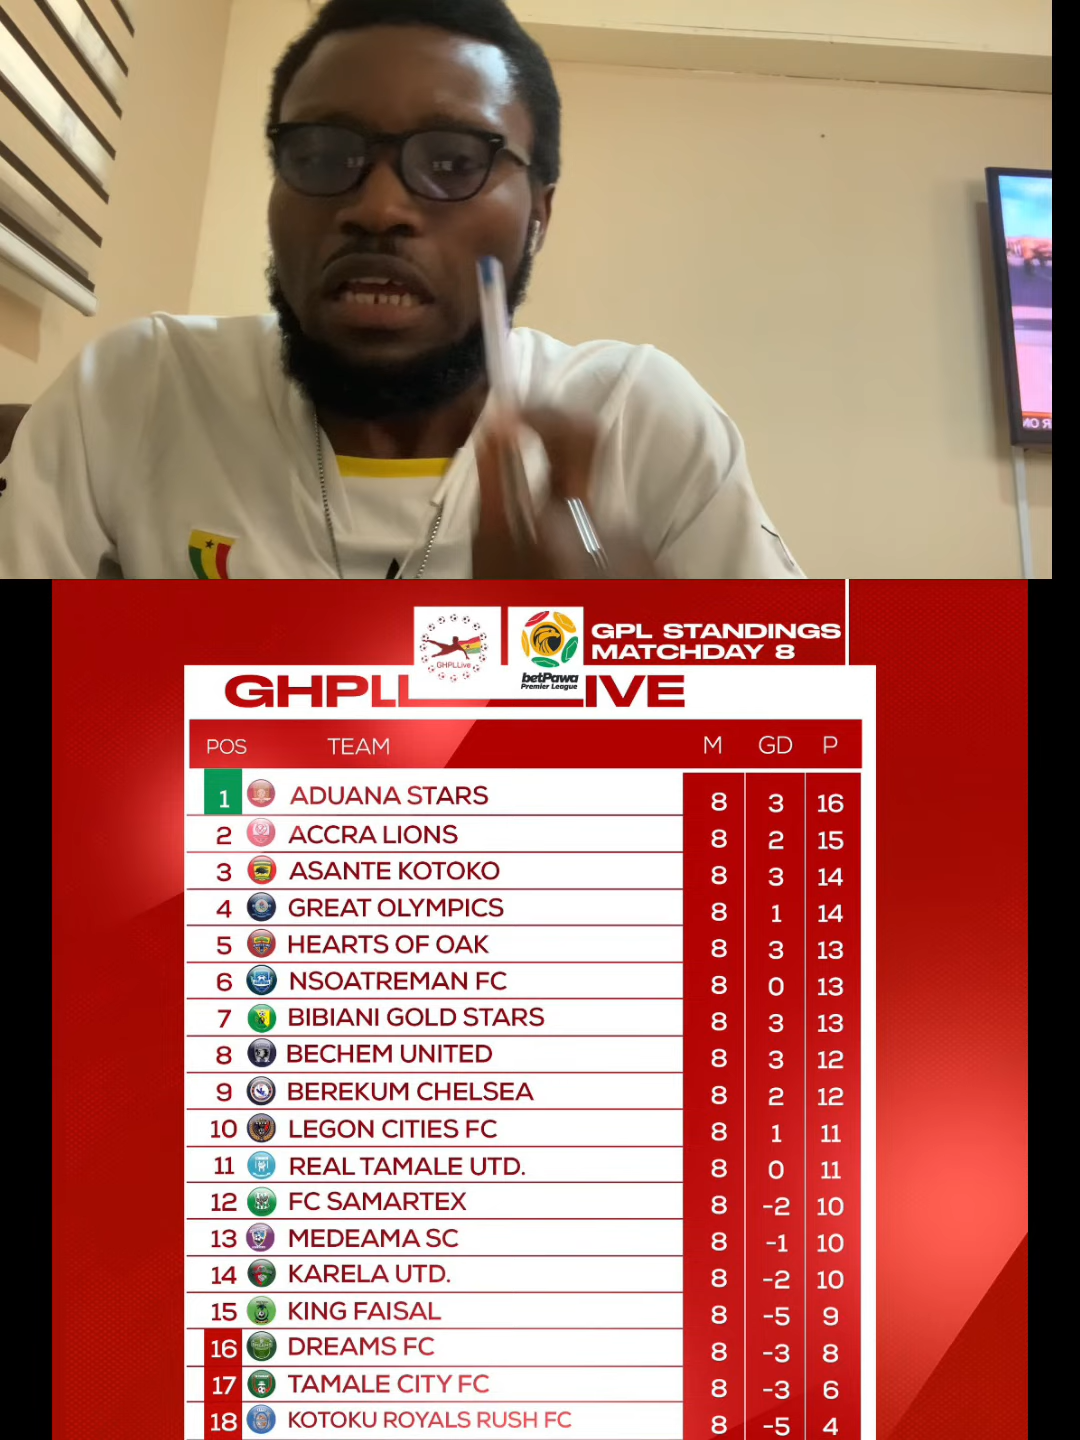 GHPLLive
betPawa
Premier League
GPL STANDINGS
MATCHDAY 8
GHPLLIVE
POS TEAM M GD P
1 ADUANA STARS 8 3 16
2 ACCRA LIONS 8 2 15
3 ASANTE KOTOKO 8 3 14
4 GREAT OLYMPICS 8 1 14
5 HEARTS OF OAK 8 3 13
6 NSOATREMAN FC 8 0 13
7 BIBIANI GOLD STARS 8 3 13
8 BECHEM UNITED 8 3 12
9 BEREKUM CHELSEA 8 2 12
10 LEGON CITIES FC 8 1 11
11 REAL TAMALE UTD. 8 0 11
12 FC SAMARTEX 8 -2 10
13 MEDEAMA SC 8 -1 10
14 KARELA UTD. 8 -2 10
15 KING FAISAL 8 -5 9
16 DREAMS FC 8 -3 8
17 TAMALE CITY FC 8 -3 6
18 KOTOKU ROYALS RUSH FC 8 -5 4